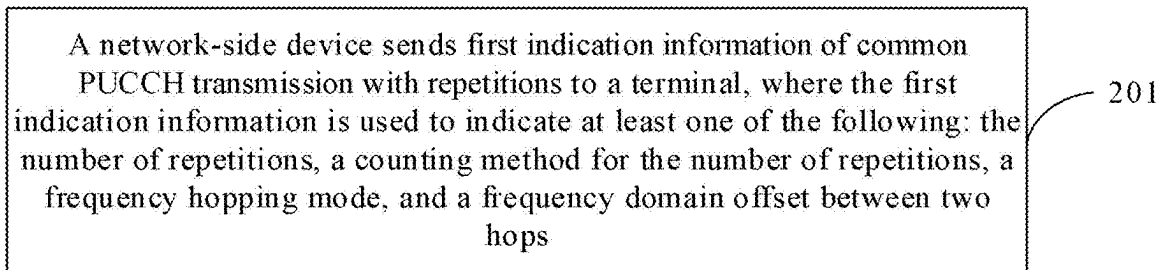 A network-side device sends first indication information of common
PUCCH transmission with repetitions to a terminal, where the first
indication information is used to indicate at least one of the following: the
number of repetitions, a counting method for the number of repetitions, a
frequency hopping mode, and a frequency domain offset between two
hops
201